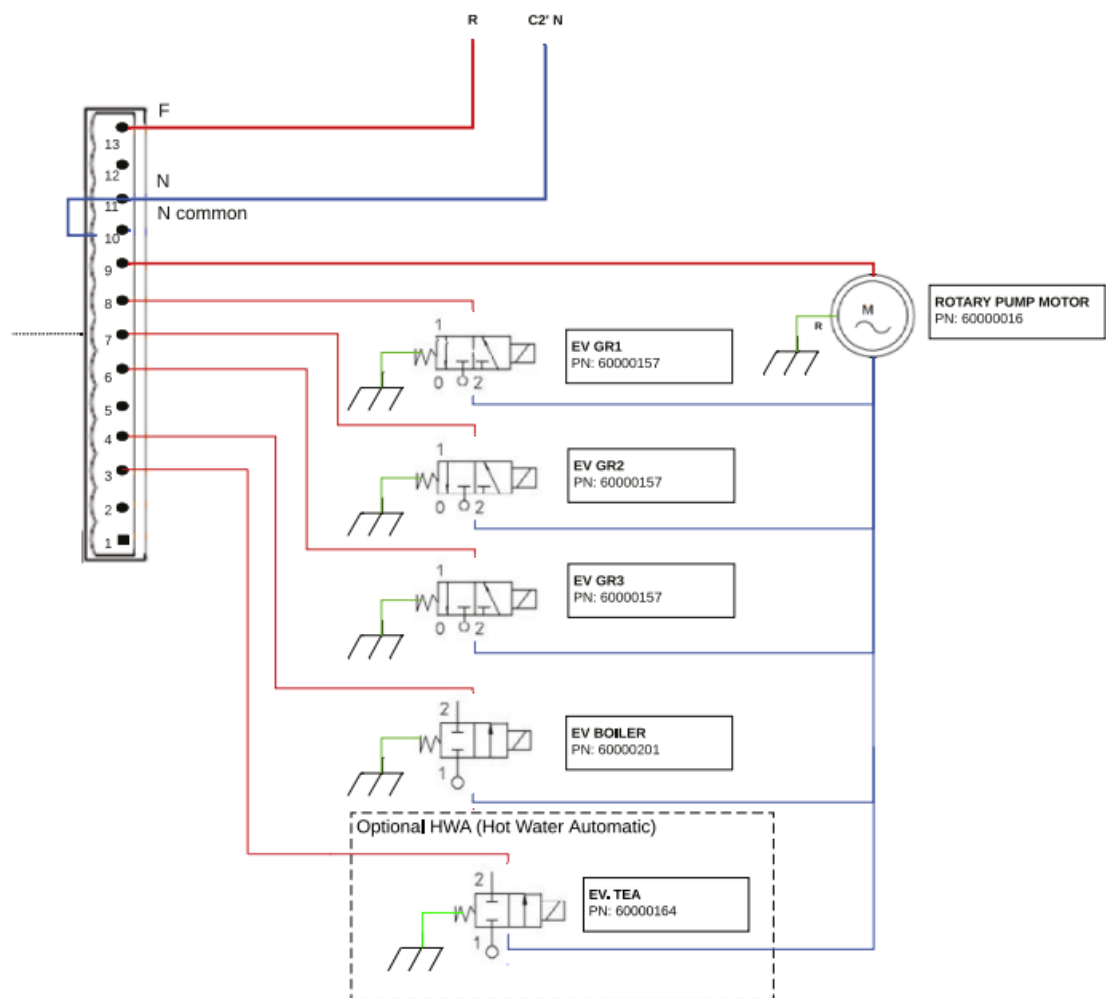 R
C2' N
F
13
12
N
11
N common
10
9
8
7
6
5
4
3
2
1
M
R
ROTARY PUMP MOTOR
PN: 60000016
1
0 2
EV GR1
PN: 60000157
1
0 2
EV GR2
PN: 60000157
1
0 2
EV GR3
PN: 60000157
2
1
EV BOILER
PN: 60000201
Optional HWA (Hot Water Automatic)
2
1
EV. TEA
PN: 60000164